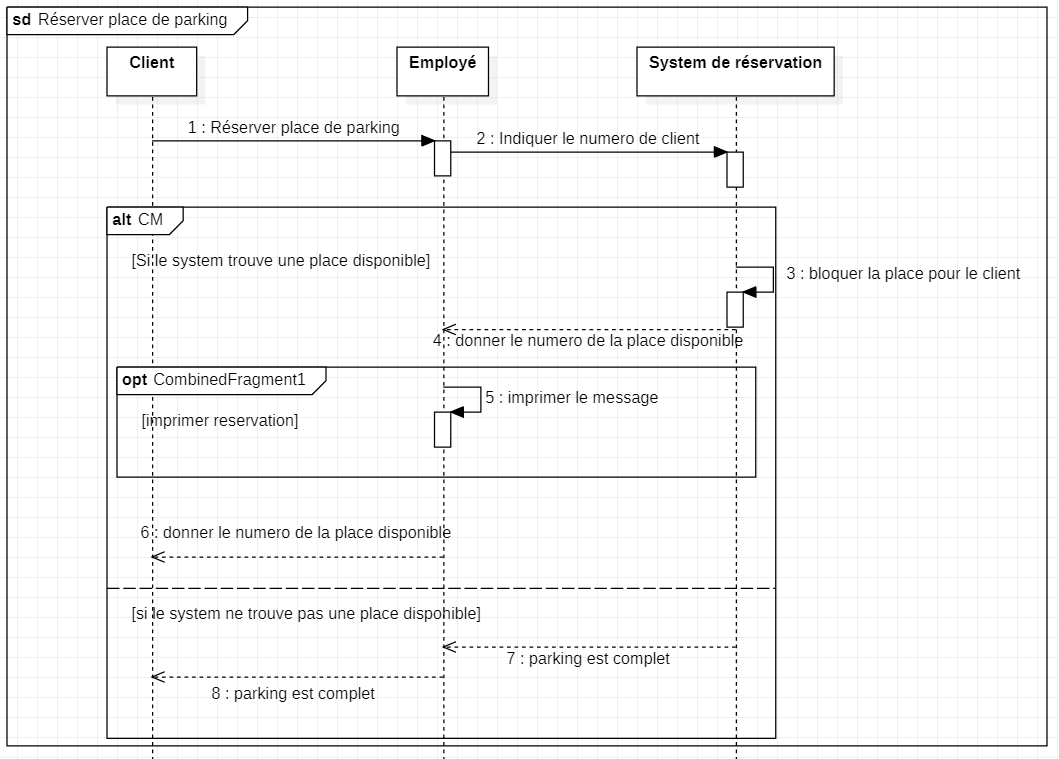 sd Réserver place de parking
Client
Employé
System de réservation
1 : Réserver place de parking
2 : Indiquer le numero de client
alt CM
[Si le system trouve une place disponible]
3 : bloquer la place pour le client
4 : donner le numero de la place disponible
opt CombinedFragment1
5 : imprimer le message
[imprimer reservation]
6 : donner le numero de la place disponible
[si le system ne trouve pas une place disponible]
7 : parking est complet
8 : parking est complet